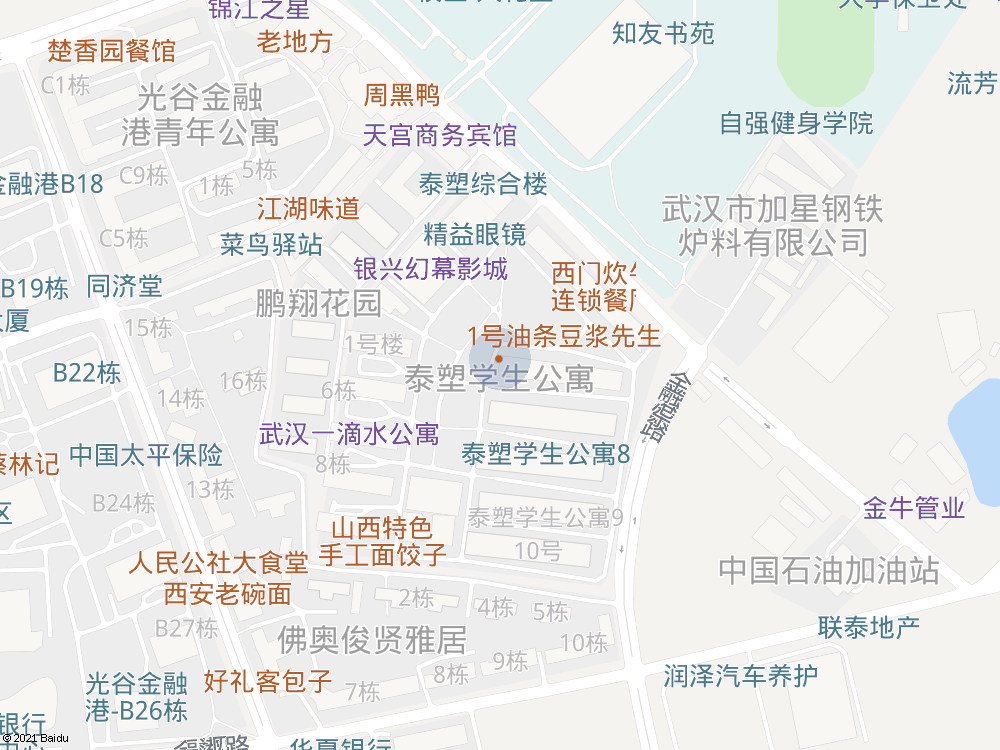 锦江之星
知友书苑
老地方
楚香园餐馆
C1栋
光谷金融
港青年公寓
周黑鸭
流芳
自强健身学院
天宫商务宾馆
C9栋
5栋
1栋
金融港B18
泰塑综合楼
江湖味道
武汉市加星钢铁
炉料有限公司
C5栋
菜鸟驿站
精益眼镜
银兴幻幕影城
西门炊
连锁餐厅
B19栋
同济堂
鹏翔花园
大厦
15栋
1号楼
1号油条豆浆先生
B22栋
16栋
6栋
泰塑学生公寓
14栋
金融港路
武汉一滴水公寓
中国太平保险
8栋
泰塑学生公寓8
蔡林记
13栋
B24栋
区
金牛管业
泰塑学生公寓9
山西特色
手工面饺子
10号
人民公社大食堂
西安老碗面
中国石油加油站
2栋
4栋
5栋
B27栋
佛奥俊贤雅居
10栋
联泰地产
9栋
8栋
好礼客包子
7栋
润泽汽车养护
光谷金融
港-B26栋
银行
中心
华夏银行
© 2021 Baidu